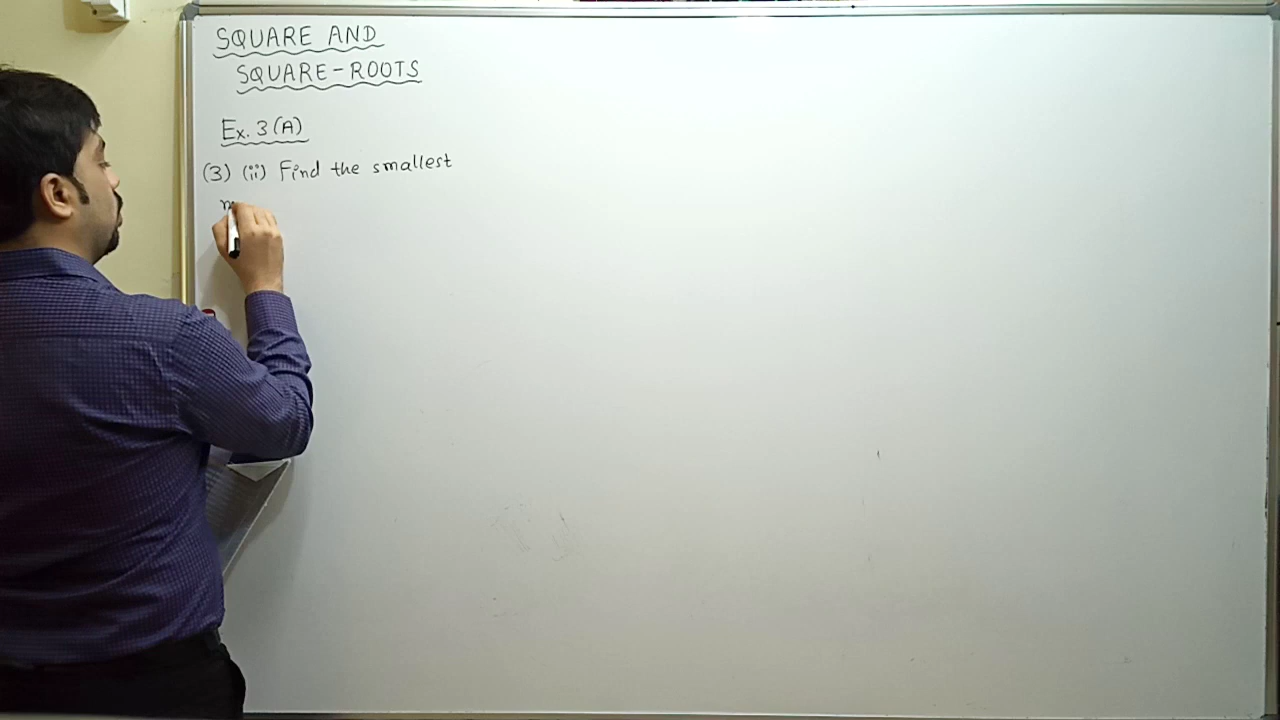 SQUARE AND
SQUARE-ROOTS
Ex. 3(A)
(3) (ii) Find the smallest